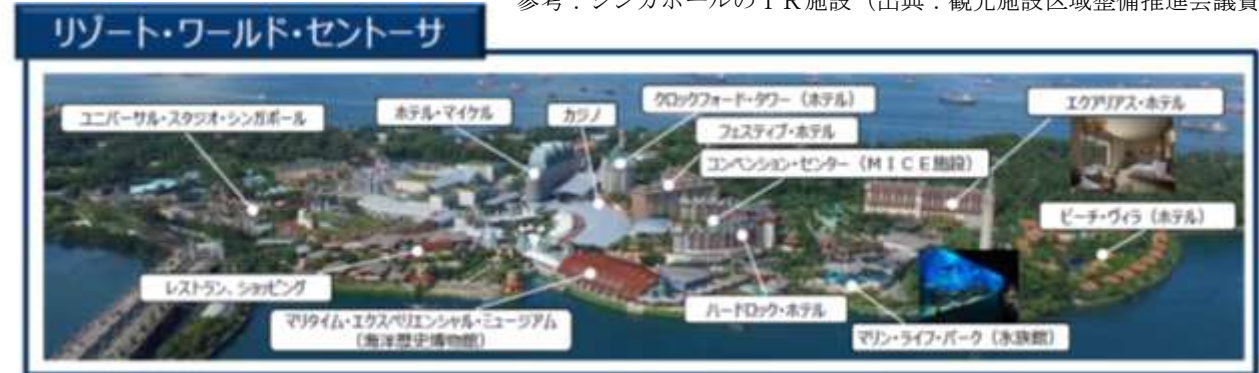 参考：シンガポールのＩＲ施設（出典：観光施設区域整備推進会議資
リゾート・ワールド・セントーサ
ユニバーサル・スタジオ・シンガポール
ホテル・マイケル
カジノ
クロックフォード・タワー（ホテル）
フェスティブ・ホテル
コンベンション・センター（ＭＩＣＥ施設）
エクアリアス・ホテル
ビーチ・ヴィラ（ホテル）
レストラン、ショッピング
マリタイム・エクスペリエンシャル・ミュージアム
（海洋歴史博物館）
ハードロック・ホテル
マリン・ライフ・パーク（水族館）